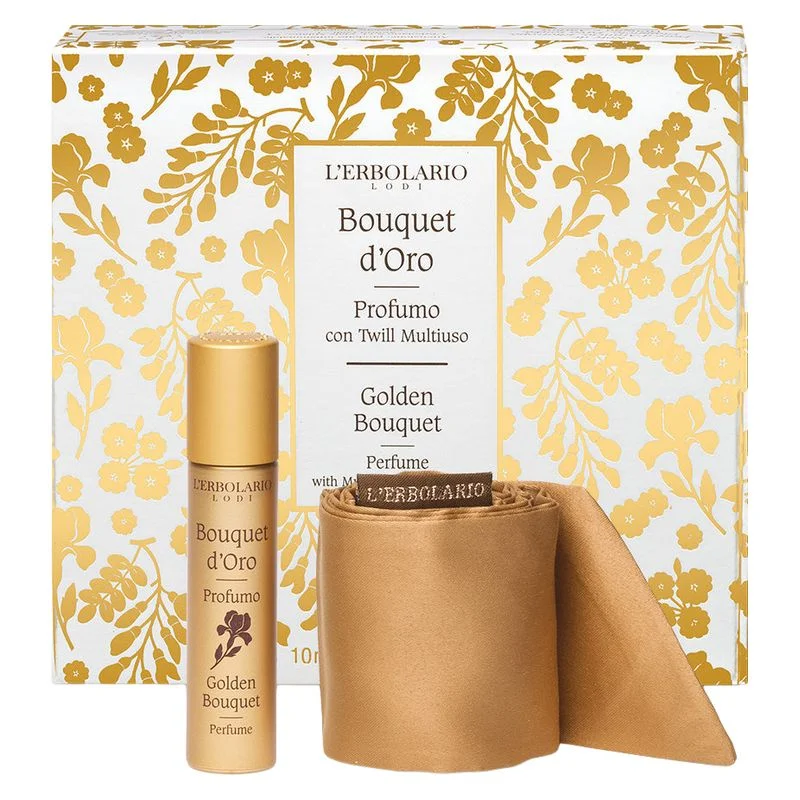 L'ERBOLARIO
LODI
Bouquet
d'Oro
Profumo
con Twill Multiuso
Golden
Bouquet
Perfume
with
L'ERBOLARIO
L'ERBOLARIO
LODI
Bouquet
d'Oro
Profumo
Golden
Bouquet
Perfume